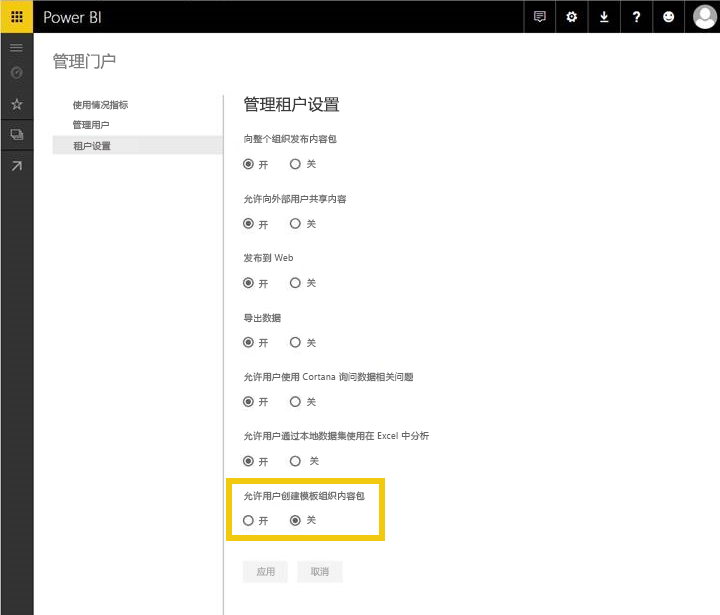 Power BI
管理门户
使用情况指标
管理用户
租户设置
管理租户设置
向整个组织发布内容包
开 关
允许向外部用户共享内容
开 关
发布到 Web
开 关
导出数据
开 关
允许用户使用 Cortana 询问数据相关问题
开 关
允许用户通过本地数据集使用在 Excel 中分析
开 关
允许用户创建模板组织内容包
开 关
应用 取消